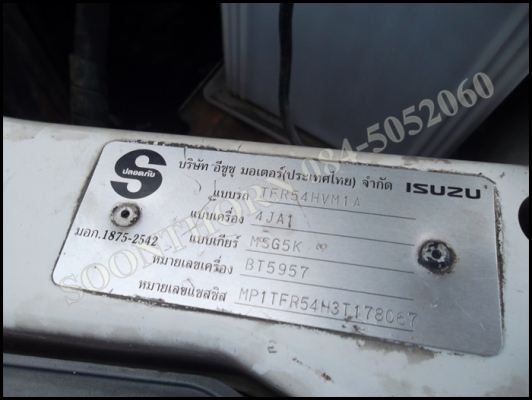 S
ปลอดภัย
มอก.1875-2542
บริษัท อีซูซุ มอเตอร์(ประเทศไทย) จำกัด ISUZU
แบบรถ TFR54HVM1A
แบบเครื่อง 4JA1
แบบเกียร์ MSG5K
หมายเลขเครื่อง BT5957
หมายเลขแชสซิส MP1TFR54H3T178067
SOOKTHORN 084-5052060